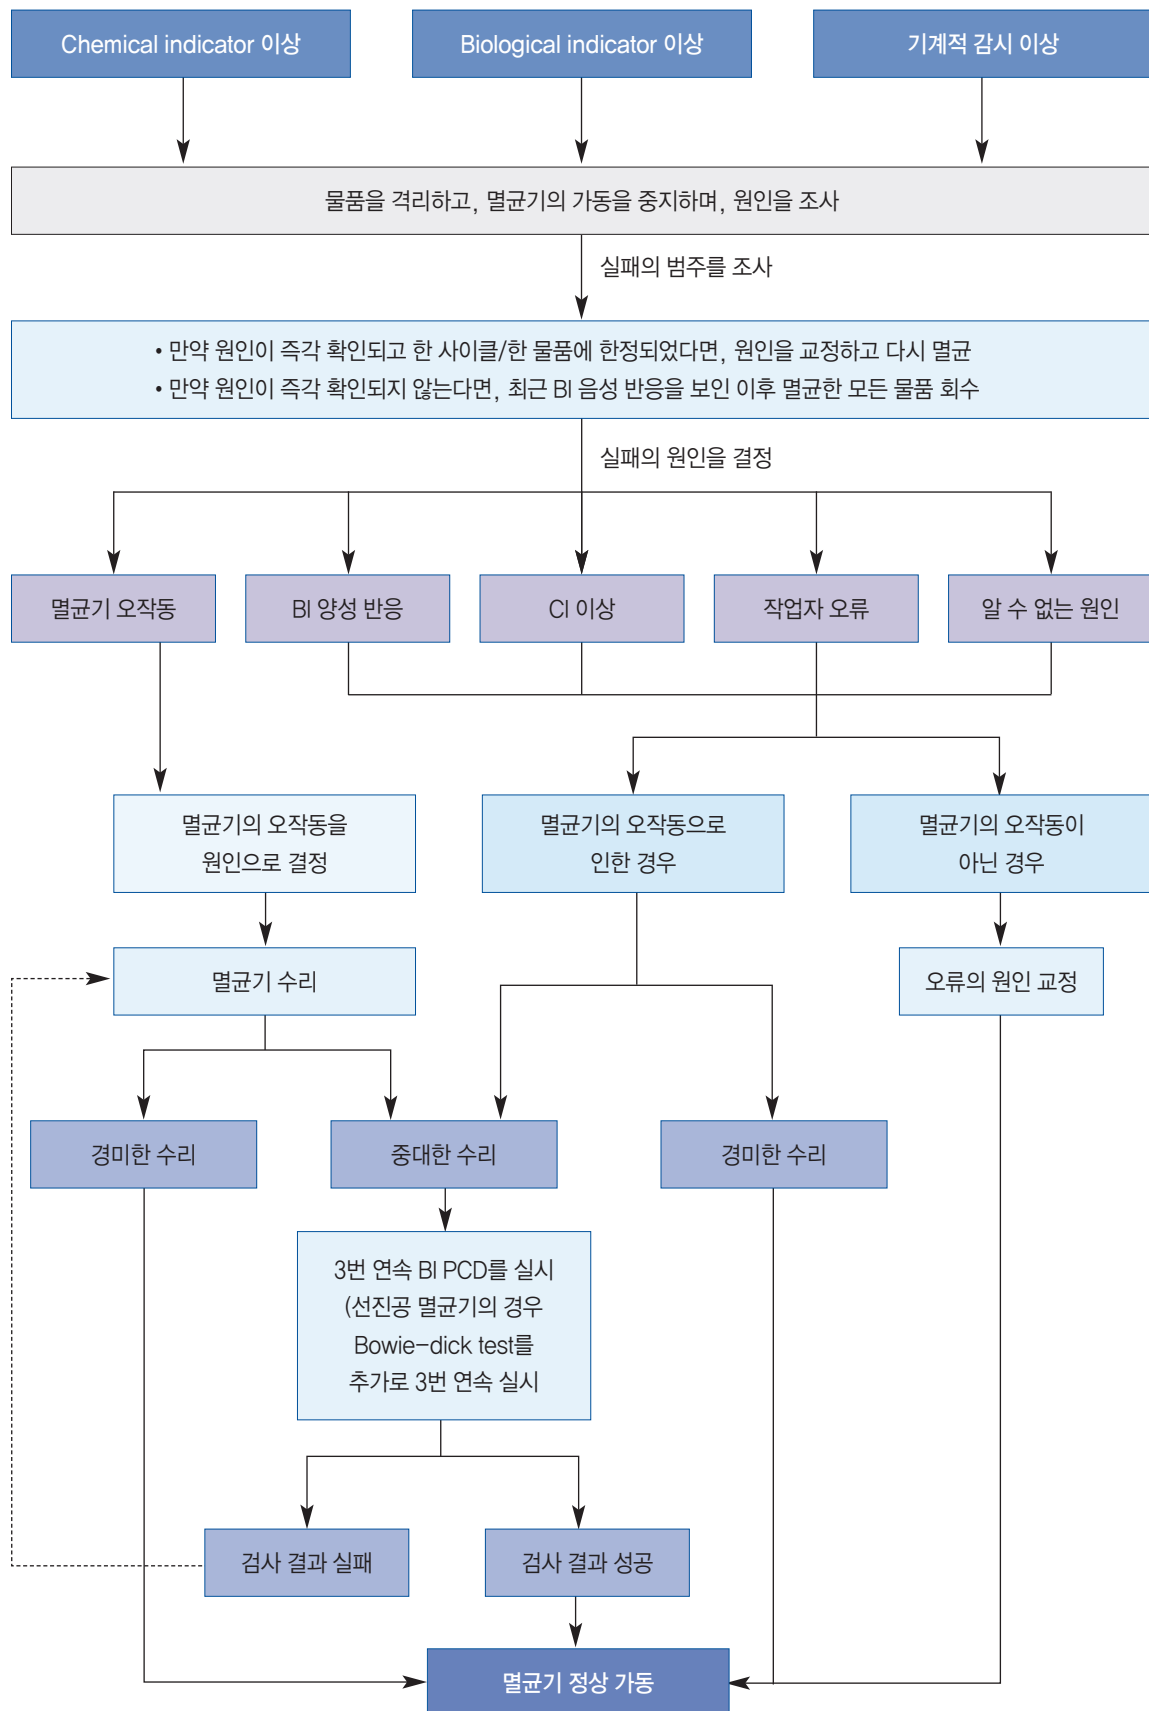 Chemical indicator 이상
Biological indicator 이상
기계적 감시 이상
물품을 격리하고, 멸균기의 가동을 중지하며, 원인을 조사
실패의 범주를 조사
• 만약 원인이 즉각 확인되고 한 사이클/한 물품에 한정되었다면, 원인을 교정하고 다시 멸균
• 만약 원인이 즉각 확인되지 않는다면, 최근 BI 음성 반응을 보인 이후 멸균한 모든 물품 회수
실패의 원인을 결정
멸균기 오작동
BI 양성 반응
CI 이상
작업자 오류
알 수 없는 원인
멸균기의 오작동을
원인으로 결정
멸균기의 오작동으로
인한 경우
멸균기의 오작동이
아닌 경우
멸균기 수리
오류의 원인 교정
경미한 수리
중대한 수리
경미한 수리
3번 연속 BI PCD를 실시
(선진공 멸균기의 경우
Bowie-dick test를
추가로 3번 연속 실시
검사 결과 실패
검사 결과 성공
멸균기 정상 가동